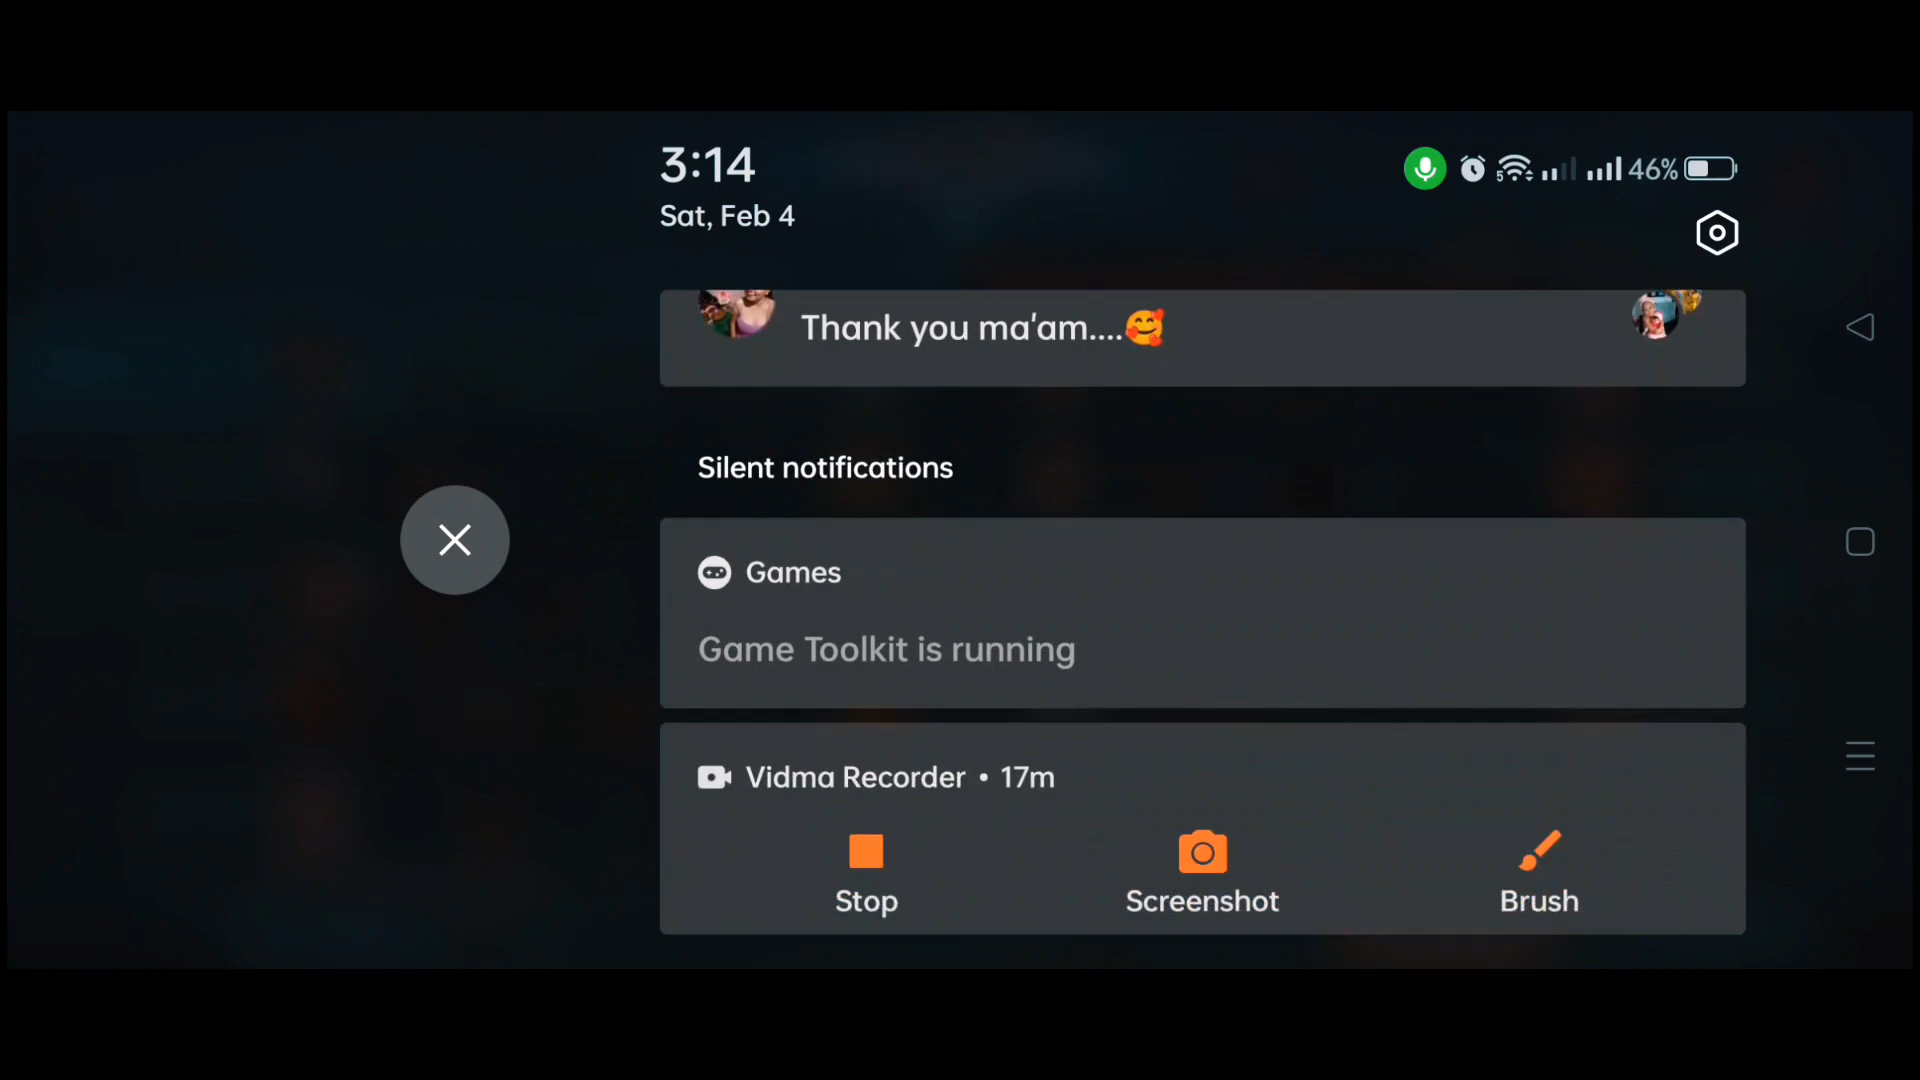 3:14
5 46%
Sat, Feb 4
Thank you ma'am....🥰
Silent notifications
Games
Game Toolkit is running
Vidma Recorder • 17m
Stop
Screenshot
Brush